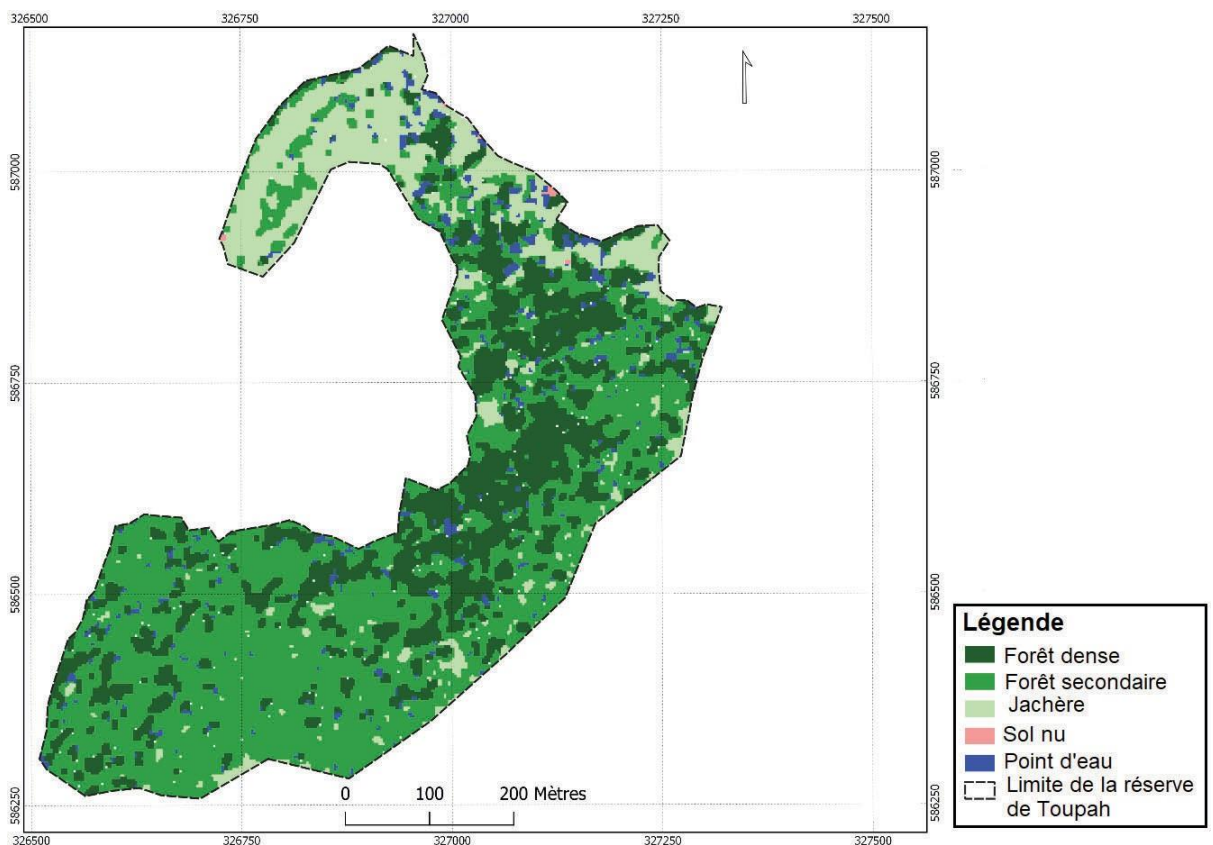 326500 326750 327000 327250 327500
587000 587000
586750 586750
586500 586500
586250 586250
0 100 200 Mètres
326500 326750 327000 327250 327500
Légende
Forêt dense
Forêt secondaire
Jachère
Sol nu
Point d'eau
Limite de la réserve
de Toupah